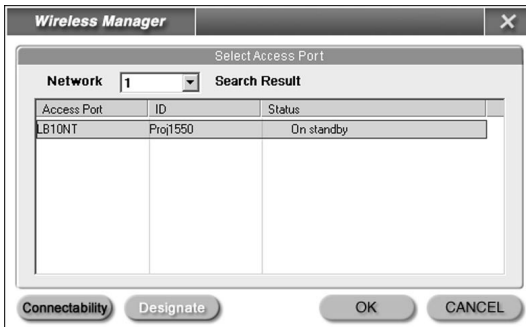 Wireless Manager
Select Access Port
Network 1 Search Result
Access Port ID Status
LB10NT Proj1550 On standby
Connectability Designate OK CANCEL